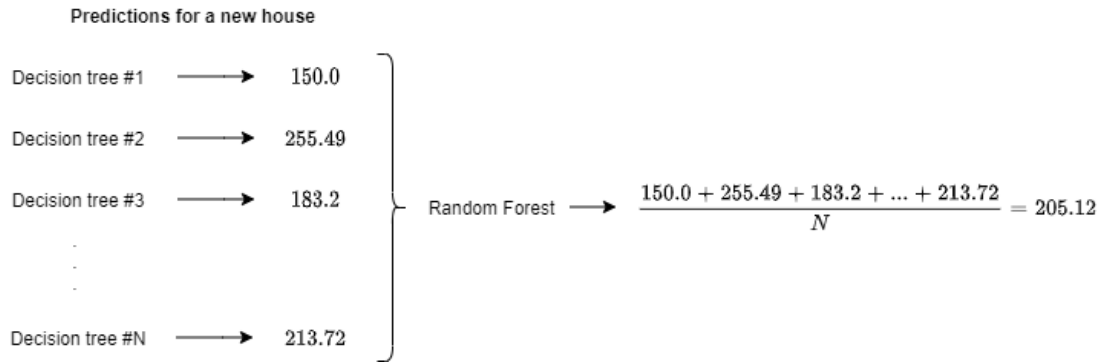 Predictions for a new house
Decision tree #1 150.0
Decision tree #2 255.49
Decision tree #3 183.2
.
.
.
Decision tree #N 213.72
Random Forest
150.0 + 255.49 + 183.2 + ... + 213.72
N
= 205.12